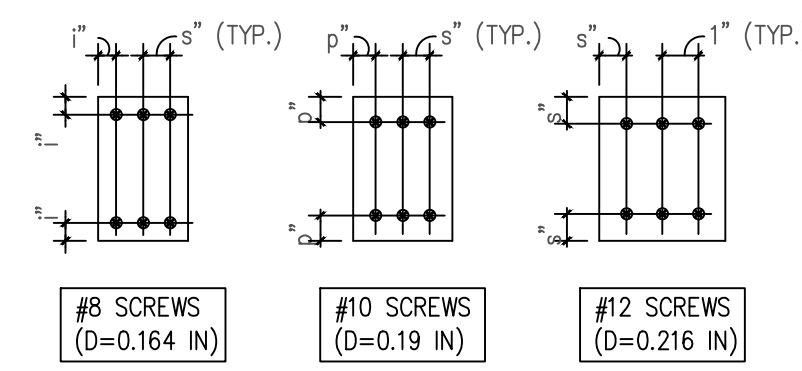 i" s" (TYP.)
p" s" (TYP.)
s" 1" (TYP.
i"
i"
p"
p"
s"
s"
#8 SCREWS
(D=0.164 IN)
#10 SCREWS
(D=0.19 IN)
#12 SCREWS
(D=0.216 IN)